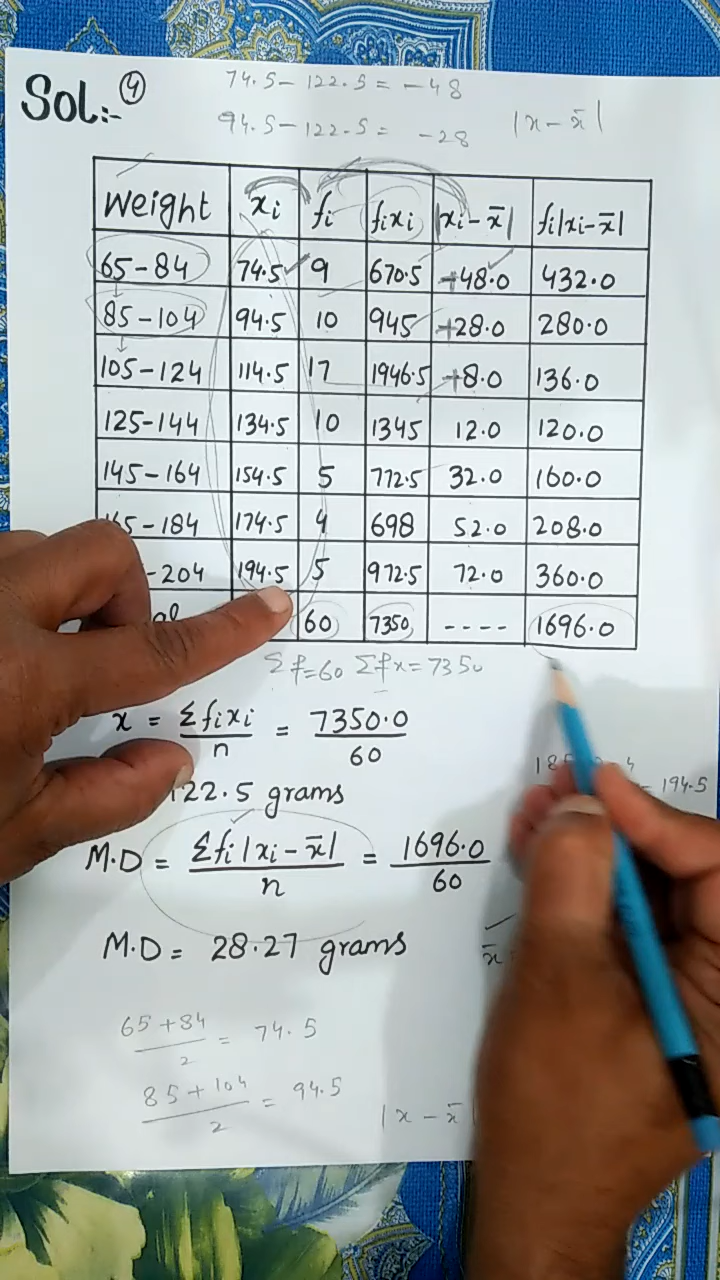 Sol:- ④
74.5 - 122.5 = -48
94.5 - 122.5 = -28
|x - x̄|
Weight xi fi fixi |xi - x̄| fi|xi - x̄|
65-84 74.5 9 670.5 +48.0 432.0
85-104 94.5 10 945 +28.0 280.0
105-124 114.5 17 1946.5 +8.0 136.0
125-144 134.5 10 1345 12.0 120.0
145-164 154.5 5 772.5 32.0 160.0
165-184 174.5 4 698 52.0 208.0
-204 194.5 5 972.5 72.0 360.0
60 7350 ---- 1696.0
Σf=60 Σfx=7350
x = Σfixi / n = 7350.0 / 60
194.5
122.5 grams
M.D = Σfi|xi - x̄| / n = 1696.0 / 60
M.D = 28.27 grams
x̄
65+84 / 2 = 74.5
85+104 / 2 = 94.5
|x - x̄|